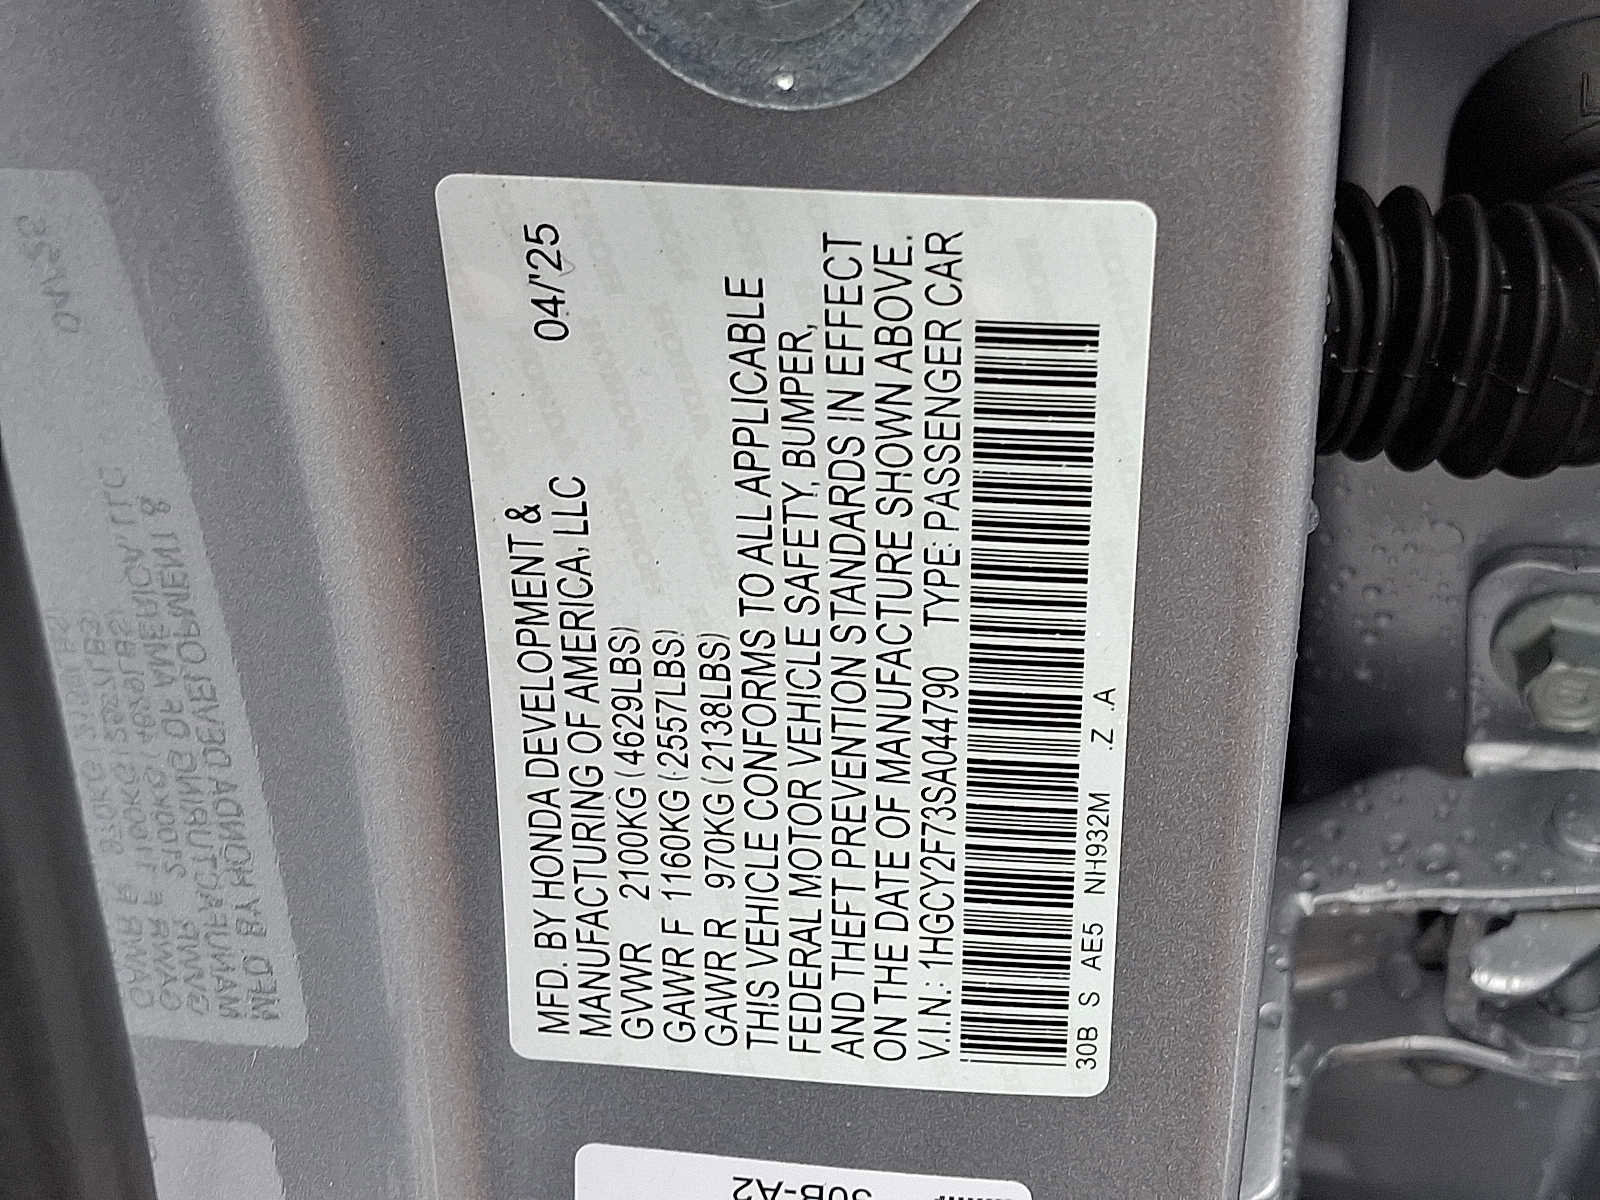 MFD. BY HONDA DEVELOPMENT &
MANUFACTURING OF AMERICA, LLC 04/'25
GVWR 2100KG (4629LBS)
GAWR F 1160KG (2557LBS)
GAWR R 970KG (2138LBS)
THIS VEHICLE CONFORMS TO ALL APPLICABLE
FEDERAL MOTOR VEHICLE SAFETY, BUMPER,
AND THEFT PREVENTION STANDARDS IN EFFECT
ON THE DATE OF MANUFACTURE SHOWN ABOVE.
V.I.N.: 1HGCY2F73SA044790 TYPE: PASSENGER CAR
30B S AE5 NH932M .Z .A
30B-A2